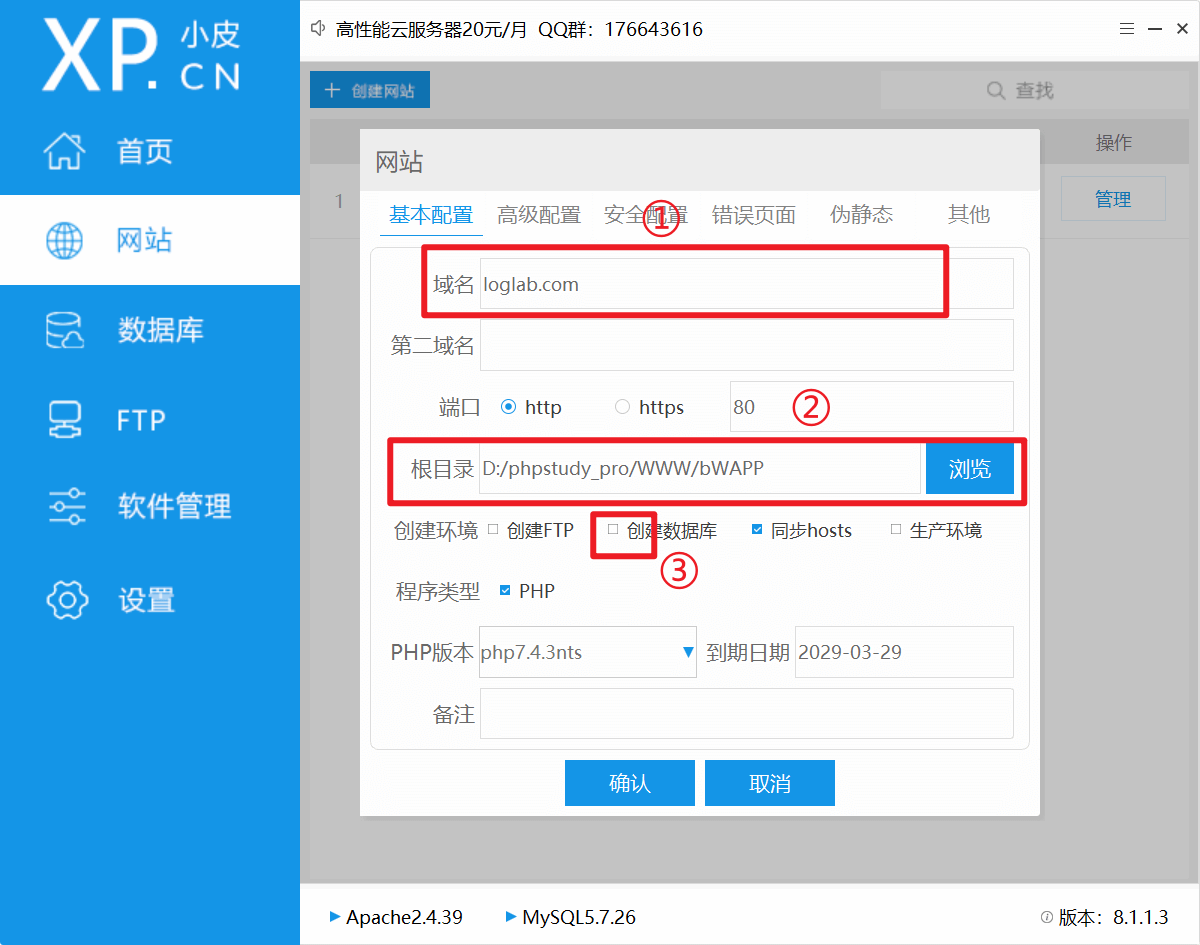 XP.CN 小皮
高性能云服务器20元/月 QQ群：176643616
首页
网站
数据库
FTP
软件管理
设置
创建网站
查找
操作
1
管理
网站
基本配置 高级配置 安全配置 错误页面 伪静态 其他
①
域名 loglab.com
第二域名
端口 http https 80 ②
根目录 D:/phpstudy_pro/WWW/bWAPP 浏览
创建环境 创建FTP 创建数据库 同步hosts 生产环境
③
程序类型 PHP
PHP版本 php7.4.3nts 到期日期 2029-03-29
备注
确认 取消
Apache2.4.39 MySQL5.7.26 版本：8.1.1.3